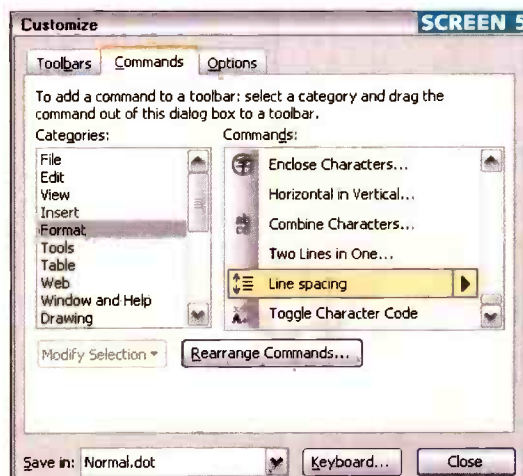 Customize
SCREEN 5
Toolbars Commands Options
To add a command to a toolbar: select a category and drag the
command out of this dialog box to a toolbar.
Categories: Commands:
File
Edit
View
Insert
Format
Tools
Table
Web
Window and Help
Drawing
Enclose Characters...
Horizontal in Vertical...
Combine Characters...
Two Lines in One...
Line spacing
Toggle Character Code
Modify Selection Rearrange Commands...
Save in: Normal.dot Keyboard... Close